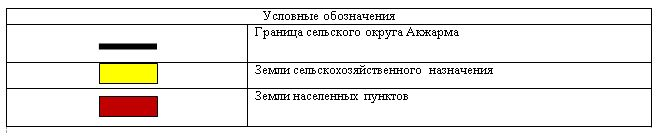 Условные обозначения
Граница сельского округа Акжарма
Земли сельскохозяйственного назначения
Земли населенных пунктов